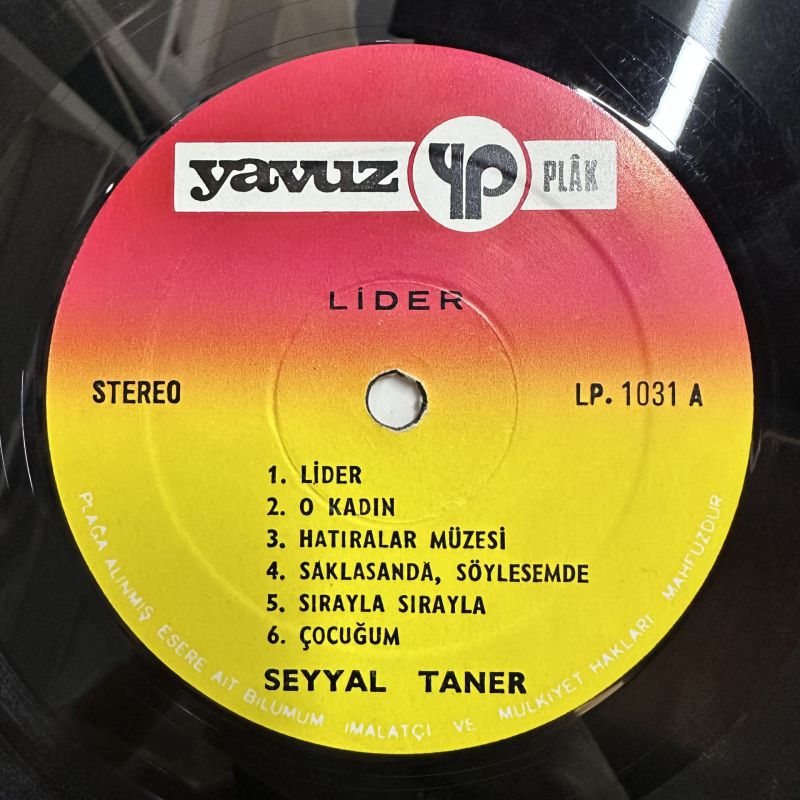 yavuz yp PLÂK
LİDER
STEREO
LP. 1031 A
1. LİDER
2. O KADIN
3. HATIRALAR MÜZESİ
4. SAKLASANDA, SÖYLESEMDE
5. SIRAYLA SIRAYLA
6. ÇOCUĞUM
SEYYAL TANER
PLAĞA ALINMIŞ ESERE AİT BİLUMUM İMALATÇI VE MÜLKİYET HAKLARI MAHFUZDUR